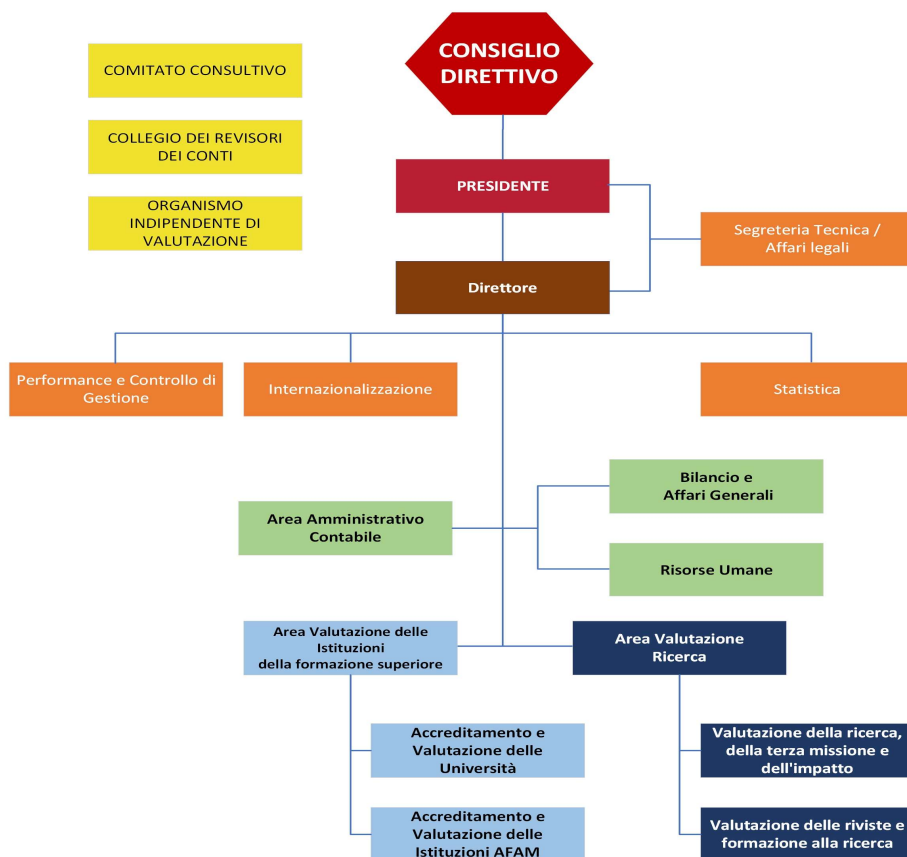 CONSIGLIO
DIRETTIVO
COMITATO CONSULTIVO
COLLEGIO DEI REVISORI
DEI CONTI
ORGANISMO
INDIPENDENTE DI
VALUTAZIONE
PRESIDENTE
Segreteria Tecnica /
Affari legali
Direttore
Performance e Controllo di
Gestione
Internazionalizzazione
Statistica
Bilancio e
Affari Generali
Area Amministrativo
Contabile
Risorse Umane
Area Valutazione delle
Istituzioni
della formazione superiore
Area Valutazione
Ricerca
Accreditamento e
Valutazione delle
Università
Valutazione della ricerca,
della terza missione e
dell'impatto
Accreditamento e
Valutazione delle
Istituzioni AFAM
Valutazione delle riviste e
formazione alla ricerca